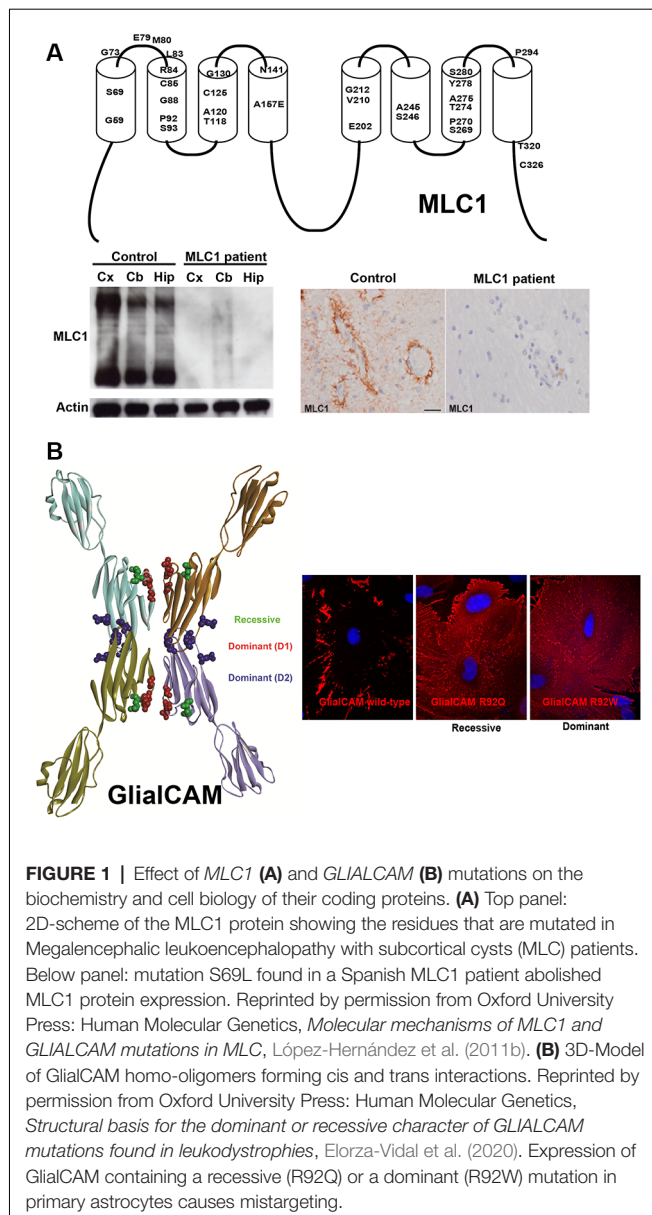 A
E79 M80
G73 L83 P294
R84 G130 N141 S280
S69 C85 C125 G212 Y278
G88 A157E V210 A245 A275
G59 P92 A120 S246 T274
S93 T118 E202 P270
S269
T320
C326
MLC1
Control MLC1 patient
Cx Cb Hip Cx Cb Hip
MLC1
Actin
Control MLC1 patient
MLC1 MLC1
B
Recessive
Dominant (D1)
Dominant (D2)
GlialCAM
GlialCAM wild-type GlialCAM R92Q GlialCAM R92W
Recessive Dominant
FIGURE 1 | Effect of MLC1 (A) and GLIALCAM (B) mutations on the
biochemistry and cell biology of their coding proteins. (A) Top panel:
2D-scheme of the MLC1 protein showing the residues that are mutated in
Megalencephalic leukoencephalopathy with subcortical cysts (MLC) patients.
Below panel: mutation S69L found in a Spanish MLC1 patient abolished
MLC1 protein expression. Reprinted by permission from Oxford University
Press: Human Molecular Genetics, Molecular mechanisms of MLC1 and
GLIALCAM mutations in MLC, López-Hernández et al. (2011b). (B) 3D-Model
of GlialCAM homo-oligomers forming cis and trans interactions. Reprinted by
permission from Oxford University Press: Human Molecular Genetics,
Structural basis for the dominant or recessive character of GLIALCAM
mutations found in leukodystrophies, Elorza-Vidal et al. (2020). Expression of
GlialCAM containing a recessive (R92Q) or a dominant (R92W) mutation in
primary astrocytes causes mistargeting.